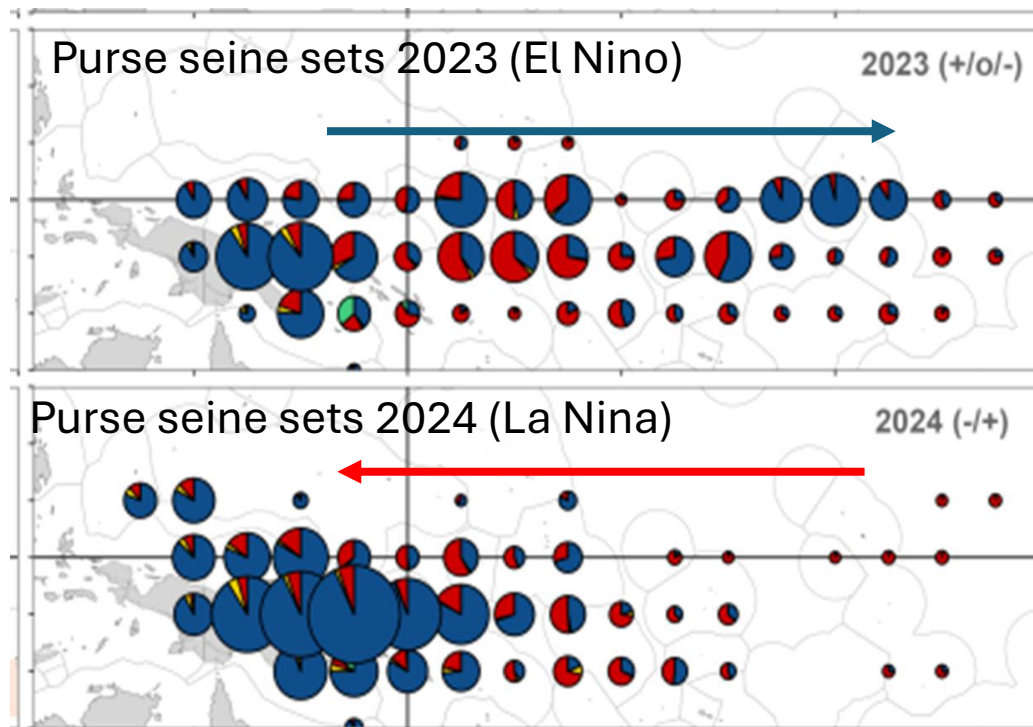 Purse seine sets 2023 (El Nino)
2023 (+/o/-)
Purse seine sets 2024 (La Nina)
2024 (-/+)